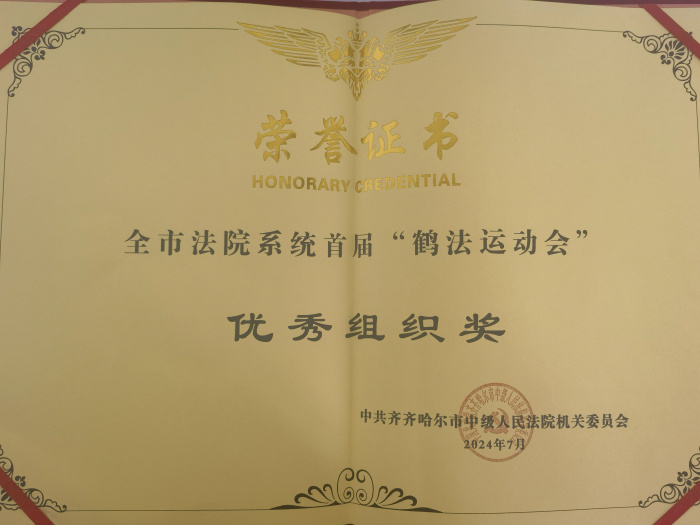 荣誉证书
HONORARY CREDENTIAL
全市法院系统首届“鹤法运动会”
优秀组织奖
中共齐齐哈尔市中级人民法院机关委员会
2024年7月